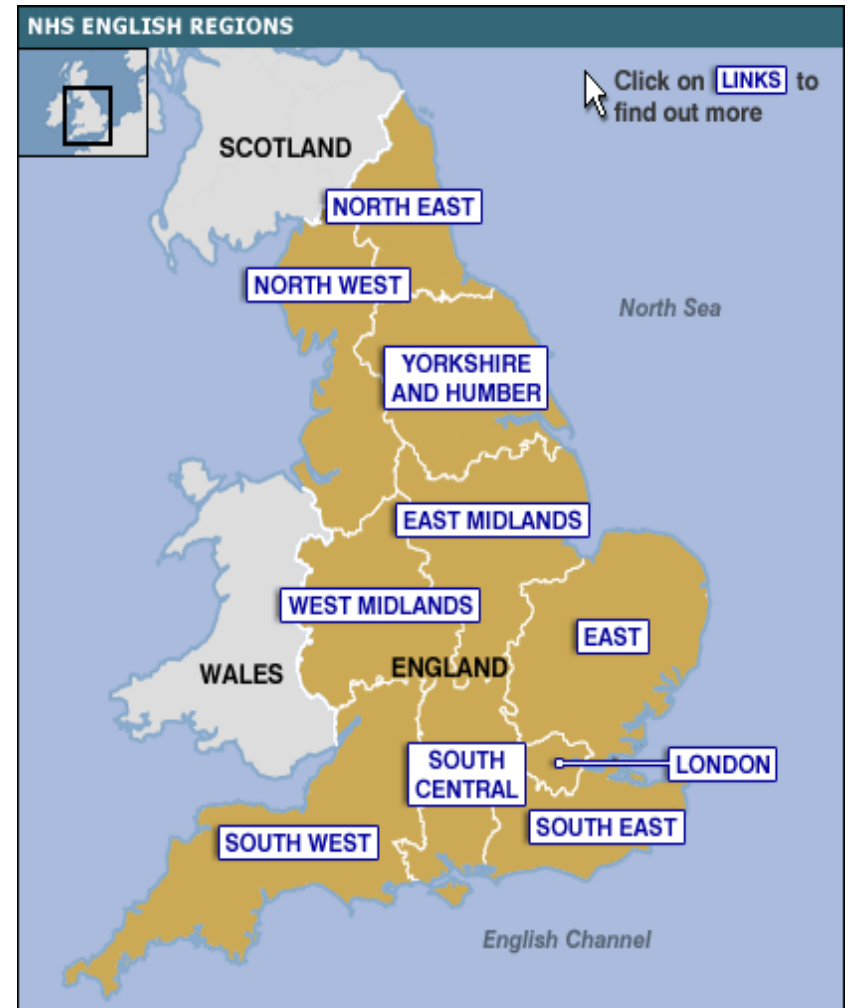 NHS ENGLISH REGIONS
Click on LINKS to
find out more
SCOTLAND
NORTH EAST
NORTH WEST
North Sea
YORKSHIRE
AND HUMBER
EAST MIDLANDS
WEST MIDLANDS
EAST
WALES
ENGLAND
SOUTH
CENTRAL
LONDON
SOUTH EAST
SOUTH WEST
English Channel